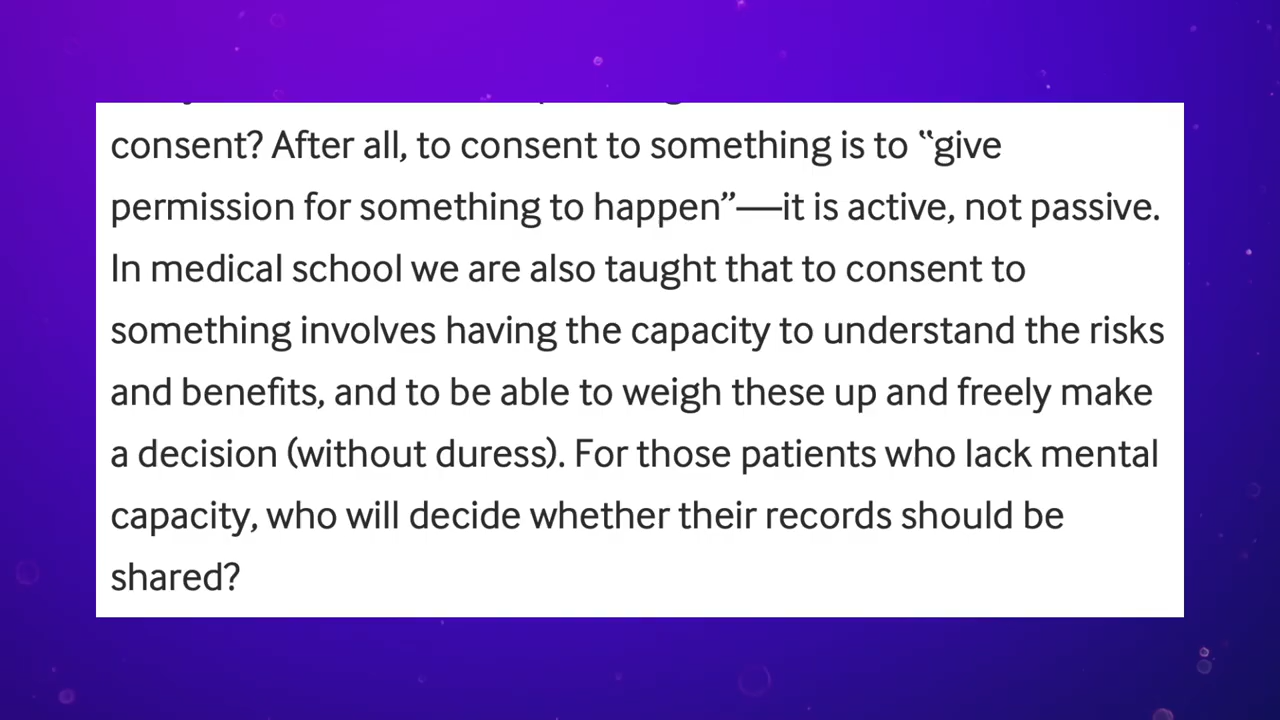 consent? After all, to consent to something is to “give
permission for something to happen”—it is active, not passive.
In medical school we are also taught that to consent to
something involves having the capacity to understand the risks
and benefits, and to be able to weigh these up and freely make
a decision (without duress). For those patients who lack mental
capacity, who will decide whether their records should be
shared?